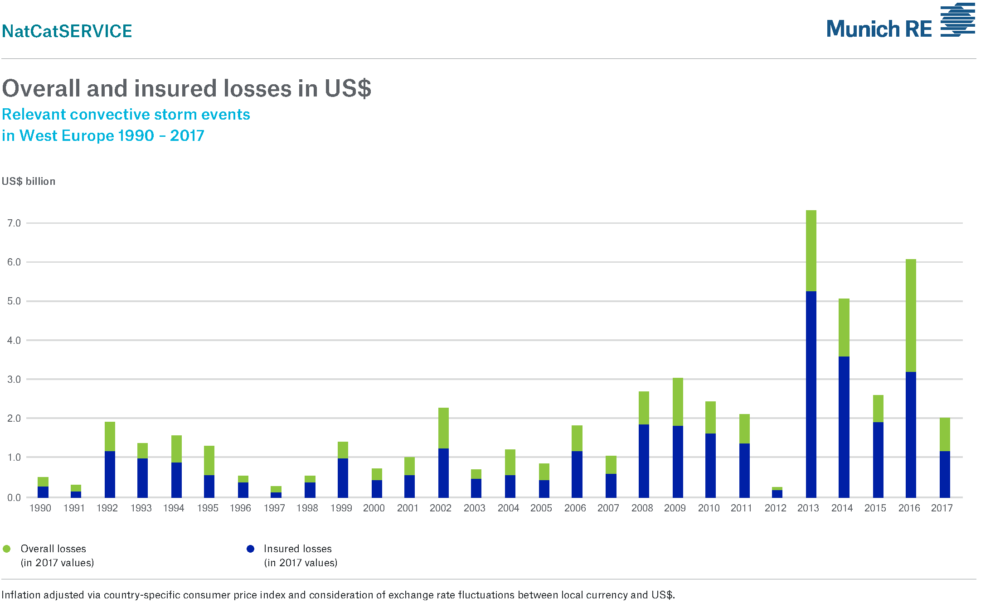 NatCatSERVICE
Munich RE
Overall and insured losses in US$
Relevant convective storm events
in West Europe 1990 – 2017
US$ billion
7.0
6.0
5.0
4.0
3.0
2.0
1.0
0.0
1990 1991 1992 1993 1994 1995 1996 1997 1998 1999 2000 2001 2002 2003 2004 2005 2006 2007 2008 2009 2010 2011 2012 2013 2014 2015 2016 2017
Overall losses
(in 2017 values)
Insured losses
(in 2017 values)
Inflation adjusted via country-specific consumer price index and consideration of exchange rate fluctuations between local currency and US$.